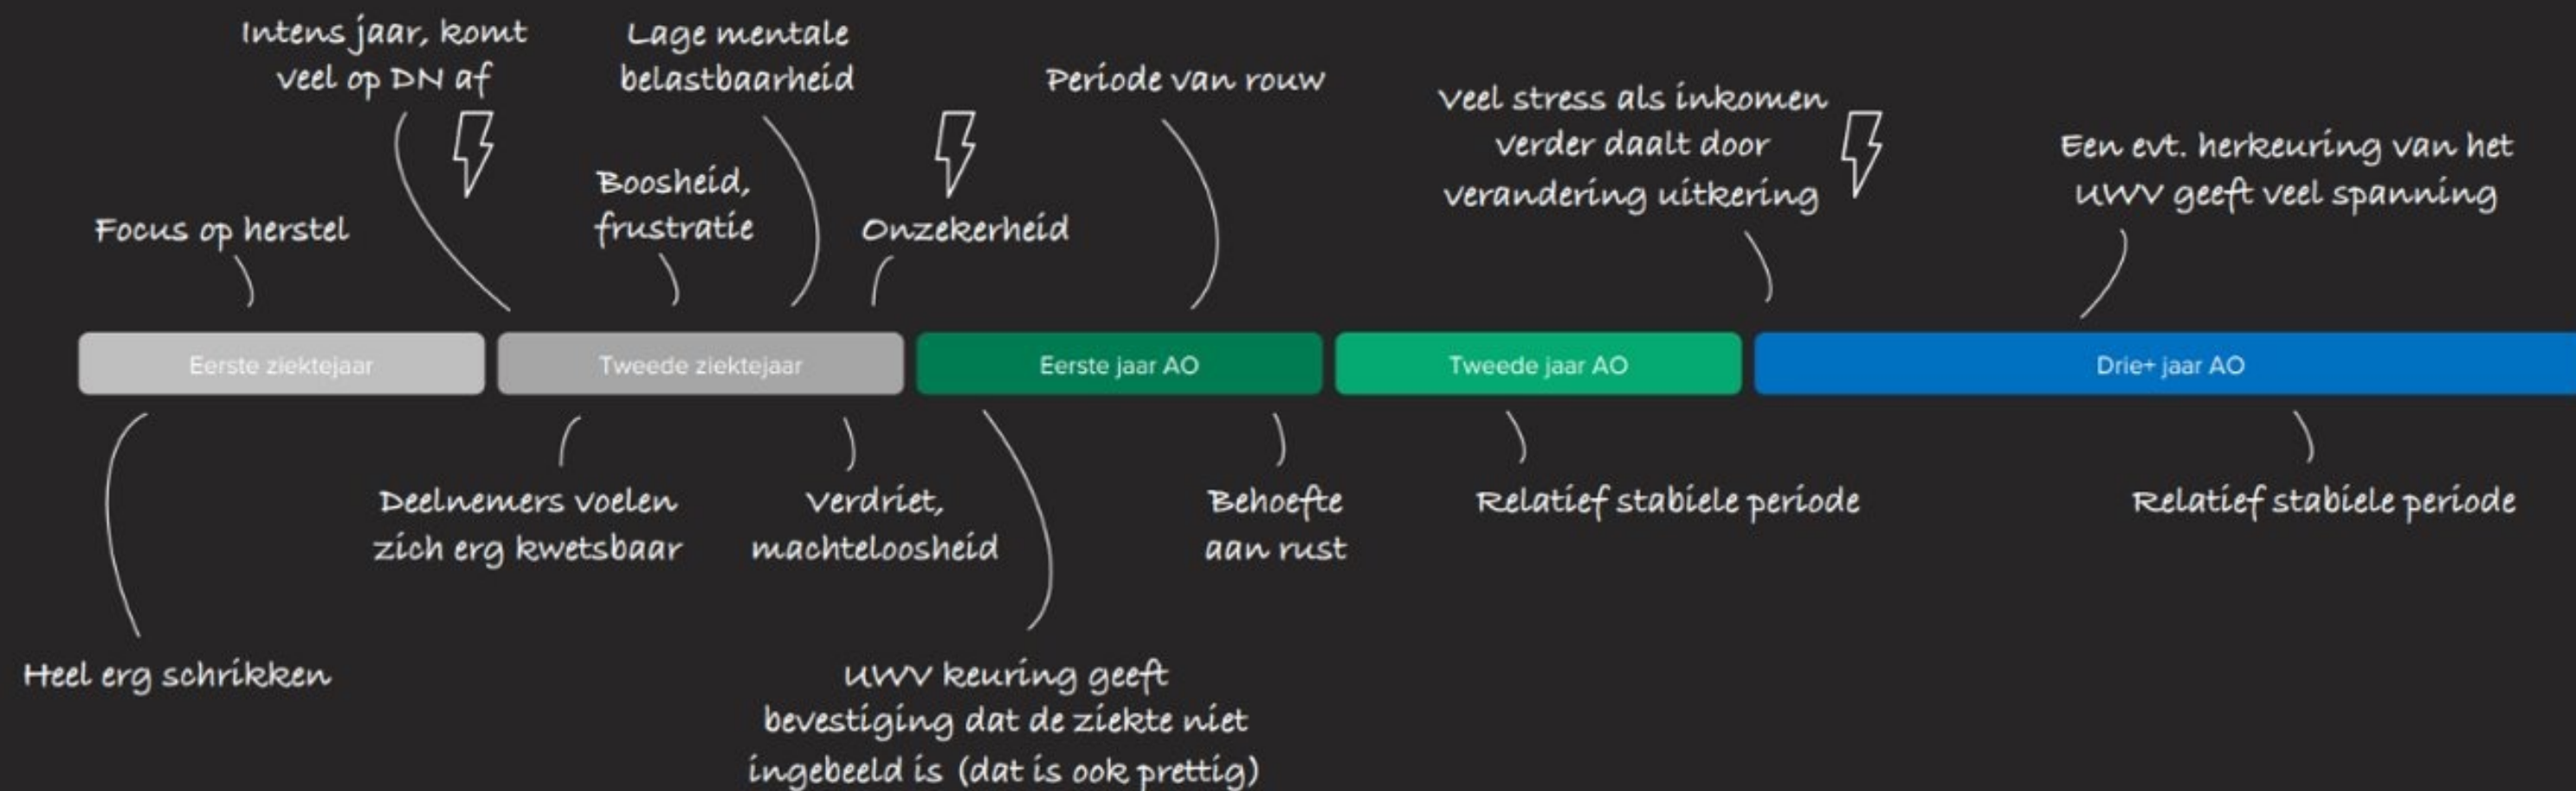 Intens jaar, komt
veel op DN af
Lage mentale
belastbaarheid
Periode van rouw
Veel stress als inkomen
verder daalt door
verandering uitkering
Een evt. herkeuring van het
UWV geeft veel spanning
Focus op herstel
Boosheid,
frustratie
Onzekerheid
Eerste ziektejaar
Tweede ziektejaar
Eerste jaar AO
Tweede jaar AO
Drie+ jaar AO
Deelnemers voelen
zich erg kwetsbaar
Verdriet,
machteloosheid
Behoefte
aan rust
Relatief stabiele periode
Relatief stabiele periode
Heel erg schrikken
UWV keuring geeft
bevestiging dat de ziekte niet
ingebeeld is (dat is ook prettig)